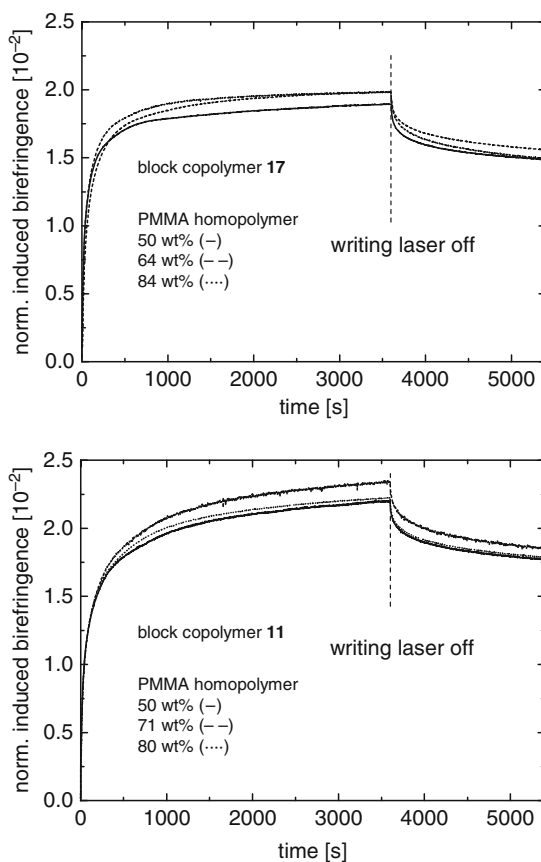 norm. induced birefringence [10⁻²]
2.5
2.0
1.5
1.0
0.5
0.0
block copolymer 17
PMMA homopolymer
50 wt% (–)
64 wt% (– –)
84 wt% (····)
writing laser off
0 1000 2000 3000 4000 5000
time [s]
norm. induced birefringence [10⁻²]
2.5
2.0
1.5
1.0
0.5
0.0
block copolymer 11
PMMA homopolymer
50 wt% (–)
71 wt% (– –)
80 wt% (····)
writing laser off
0 1000 2000 3000 4000 5000
time [s]